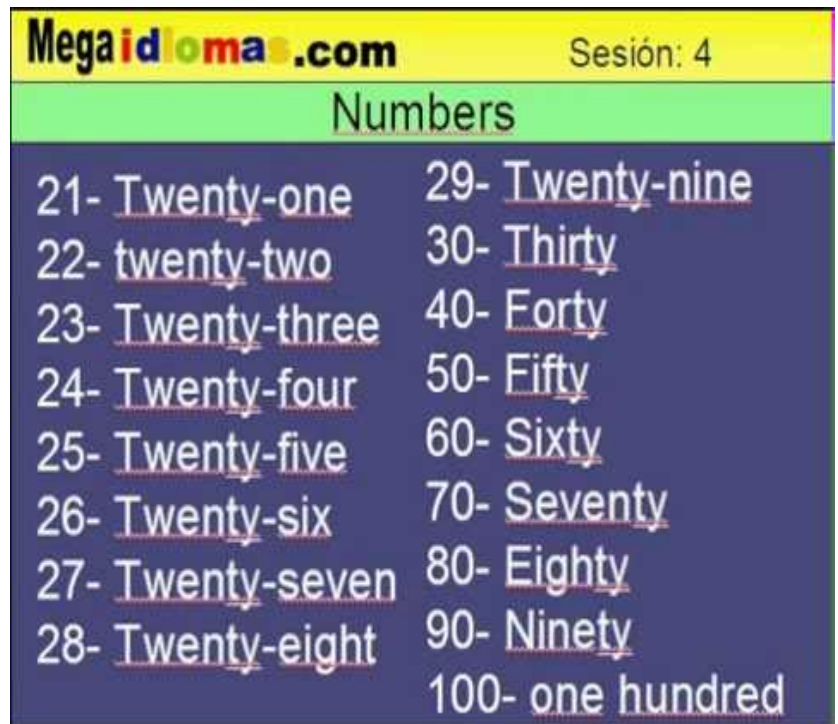 Megaidiomas.com
Sesión: 4
Numbers
21- Twenty-one
22- twenty-two
23- Twenty-three
24- Twenty-four
25- Twenty-five
26- Twenty-six
27- Twenty-seven
28- Twenty-eight
29- Twenty-nine
30- Thirty
40- Forty
50- Fifty
60- Sixty
70- Seventy
80- Eighty
90- Ninety
100- one hundred